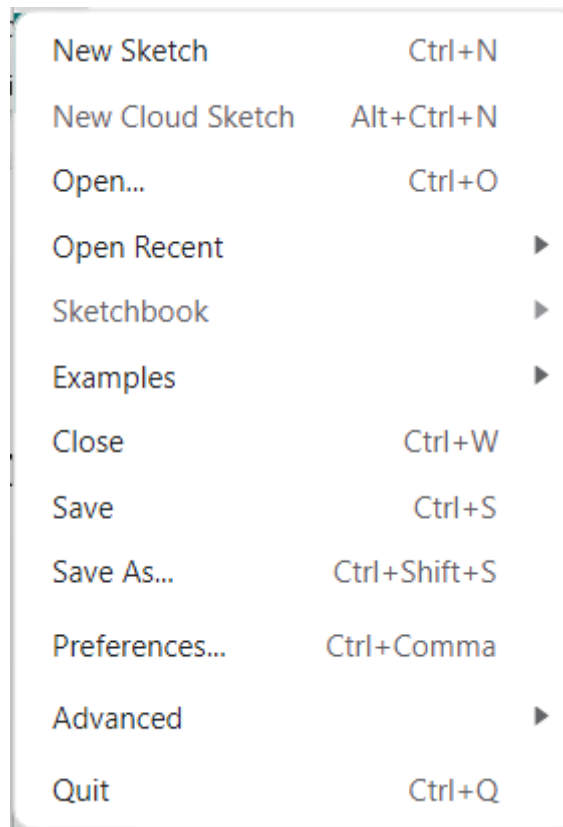 New Sketch Ctrl+N
New Cloud Sketch Alt+Ctrl+N
Open... Ctrl+O
Open Recent
Sketchbook
Examples
Close Ctrl+W
Save Ctrl+S
Save As... Ctrl+Shift+S
Preferences... Ctrl+Comma
Advanced
Quit Ctrl+Q